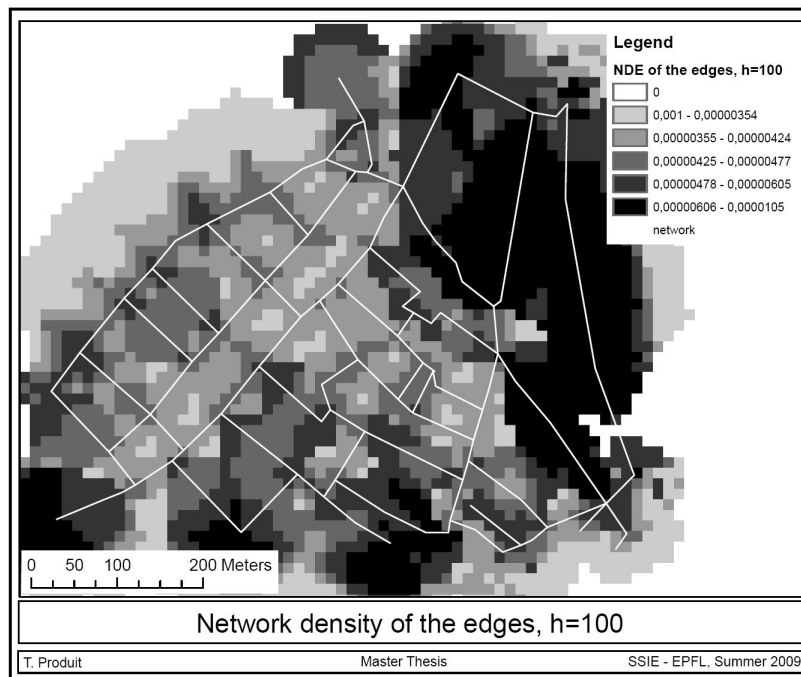 Legend
NDE of the edges, h=100
0
0,001 - 0,00000354
0,00000355 - 0,00000424
0,00000425 - 0,00000477
0,00000478 - 0,00000605
0,00000606 - 0,0000105
network
0 50 100 200 Meters
Network density of the edges, h=100
T. Produit Master Thesis SSIE - EPFL, Summer 2009